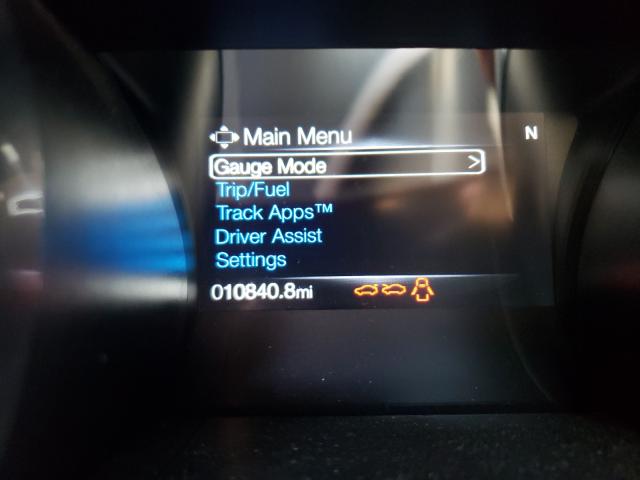 Main Menu
N
Gauge Mode >
Trip/Fuel
Track Apps™
Driver Assist
Settings
010840.8mi